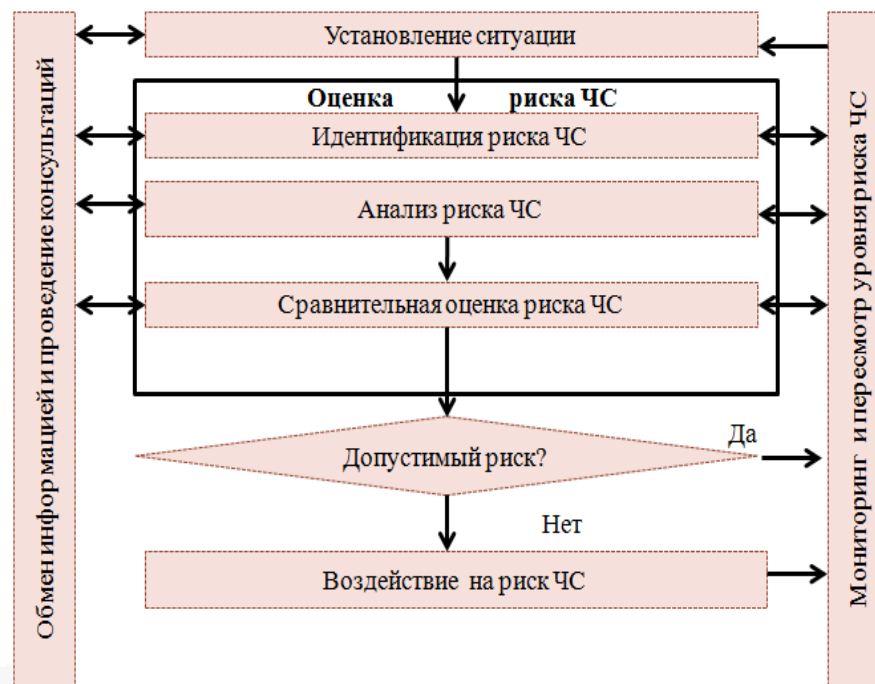 Обмен информацией и проведение консультаций
Установление ситуации
Оценка риска ЧС
Идентификация риска ЧС
Анализ риска ЧС
Сравнительная оценка риска ЧС
Допустимый риск?
Да
Нет
Воздействие на риск ЧС
Мониторинг и пересмотр уровня риска ЧС